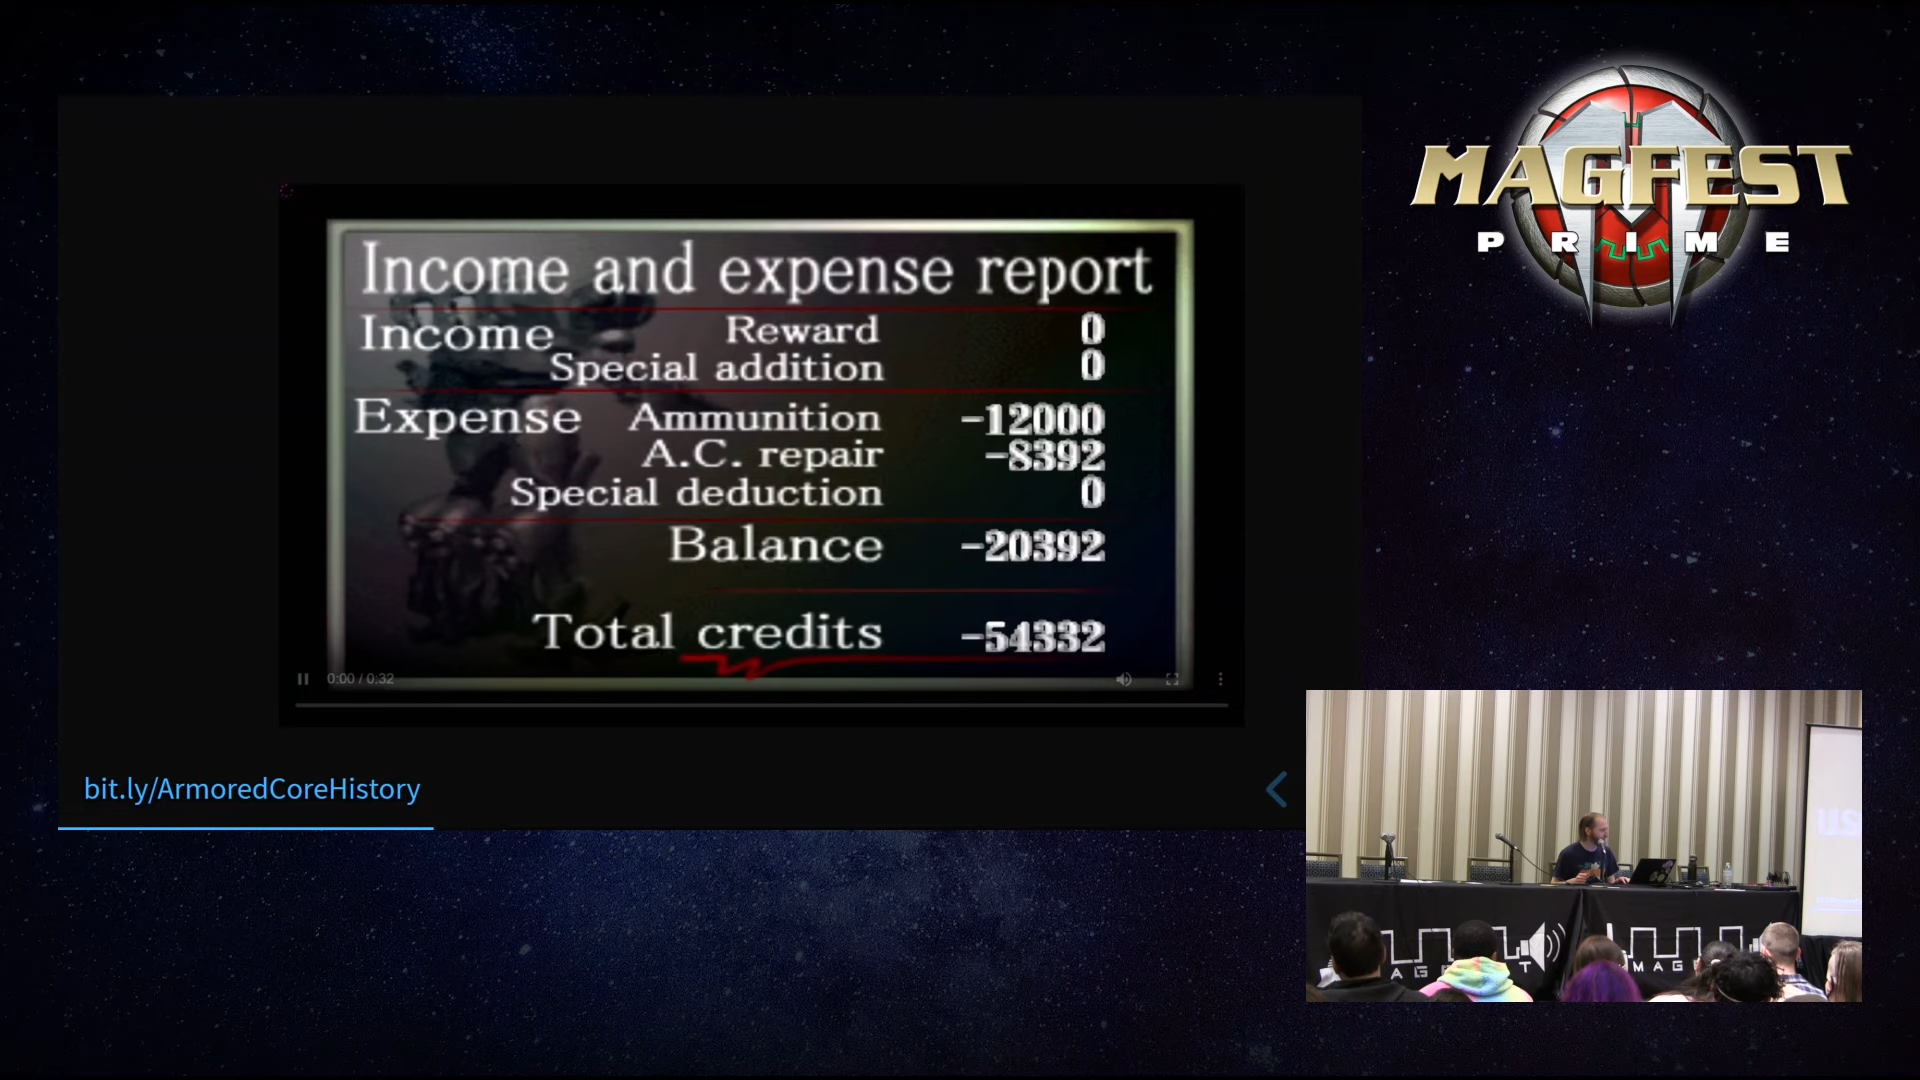 MAGFEST
PRIME
Income and expense report
Income Reward 0
Special addition 0
Expense Ammunition -12000
A.C. repair -8392
Special deduction 0
Balance -20392
Total credits -54332
0:00 / 0:32
bit.ly/ArmoredCoreHistory